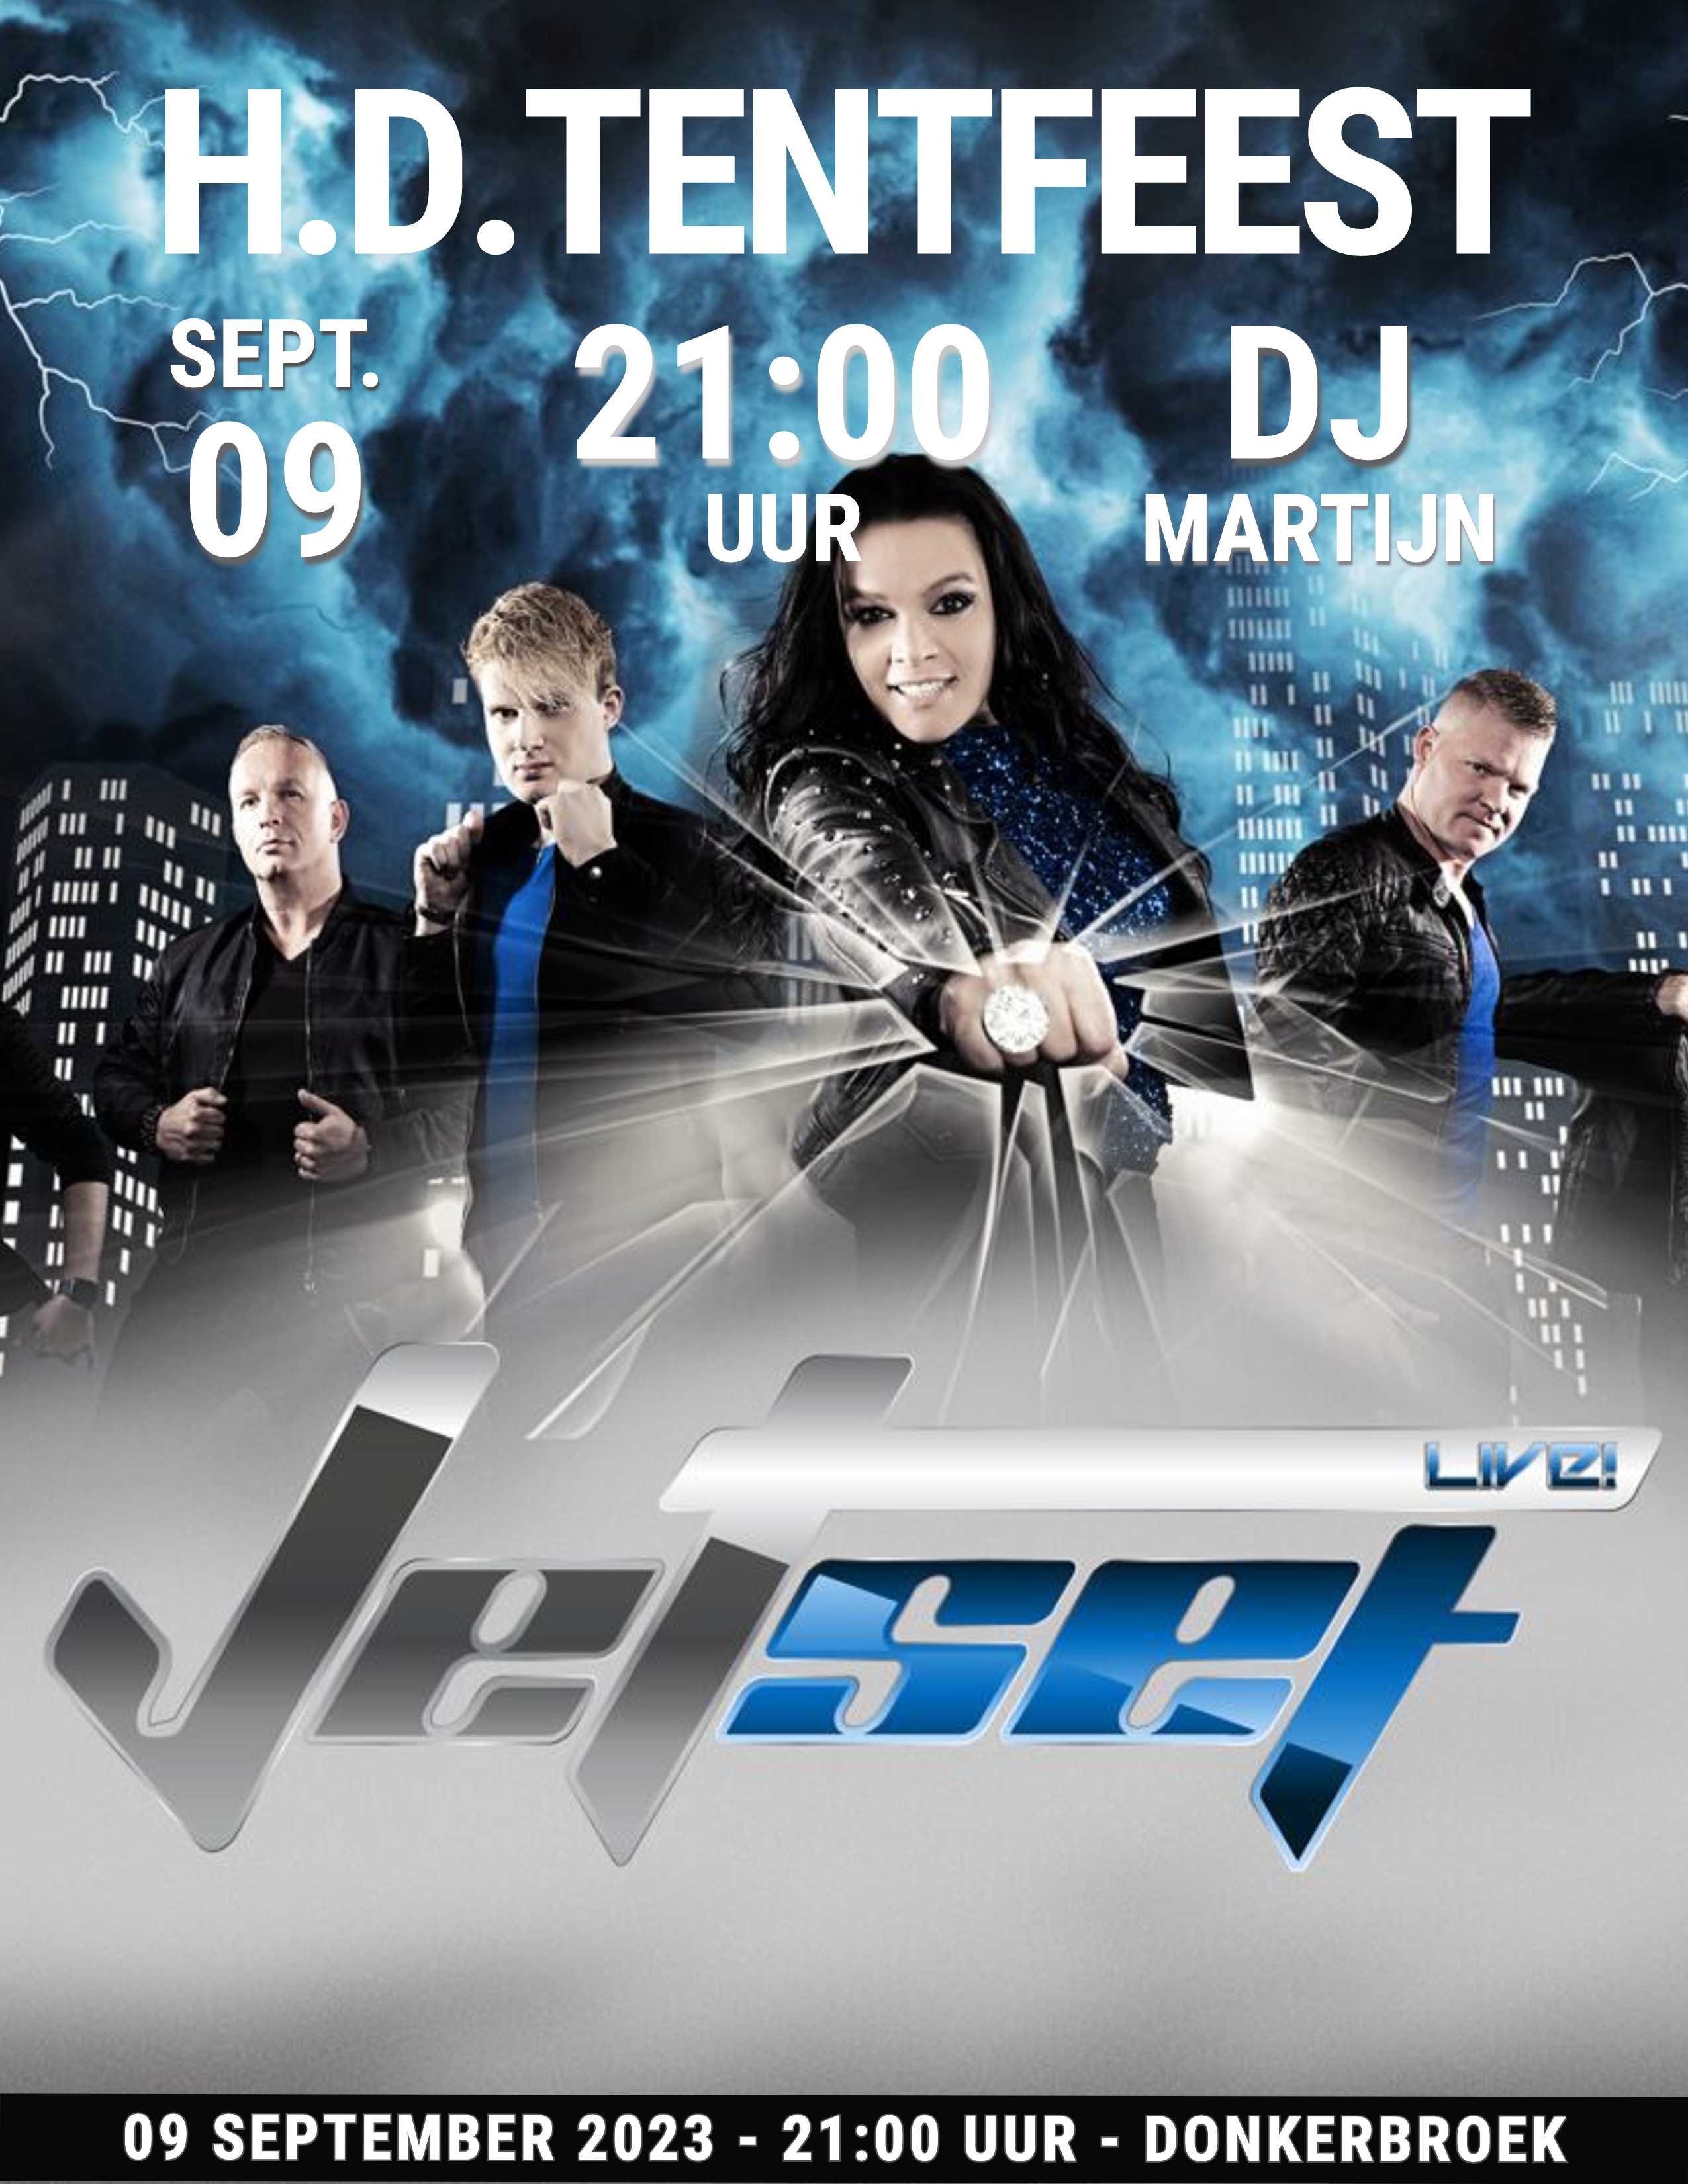 H.D. TENTFEEST
SEPT.
09
21:00
UUR
DJ
MARTIJN
LIVE!
Jetset
09 SEPTEMBER 2023 - 21:00 UUR - DONKERBROEK